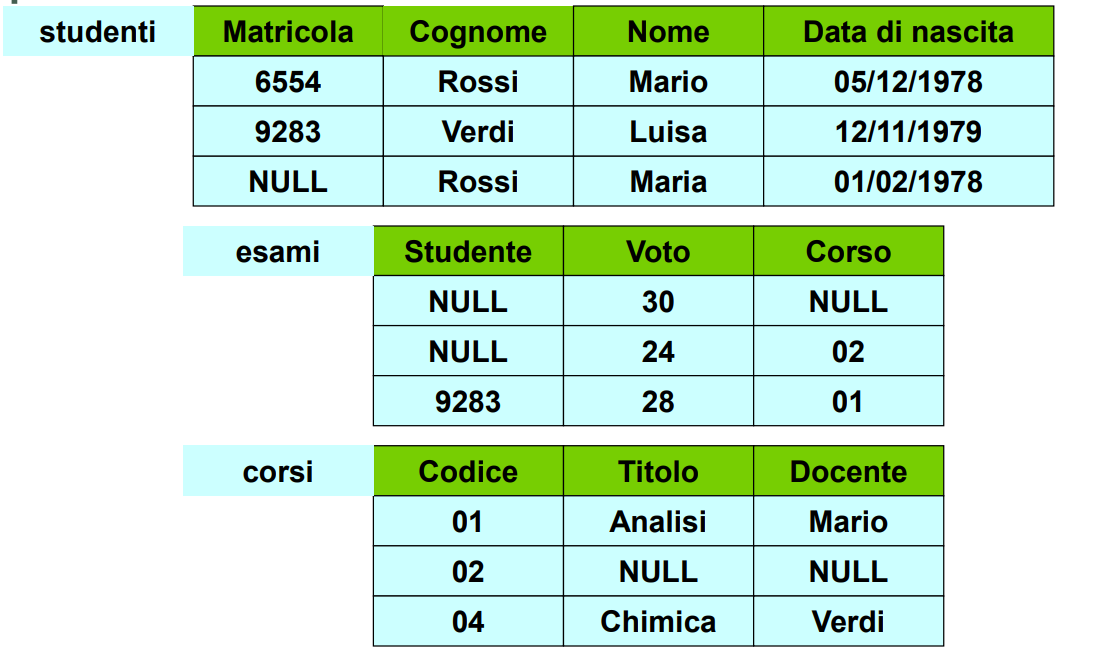 studenti Matricola Cognome Nome Data di nascita
6554 Rossi Mario 05/12/1978
9283 Verdi Luisa 12/11/1979
NULL Rossi Maria 01/02/1978
esami Studente Voto Corso
NULL 30 NULL
NULL 24 02
9283 28 01
corsi Codice Titolo Docente
01 Analisi Mario
02 NULL NULL
04 Chimica Verdi